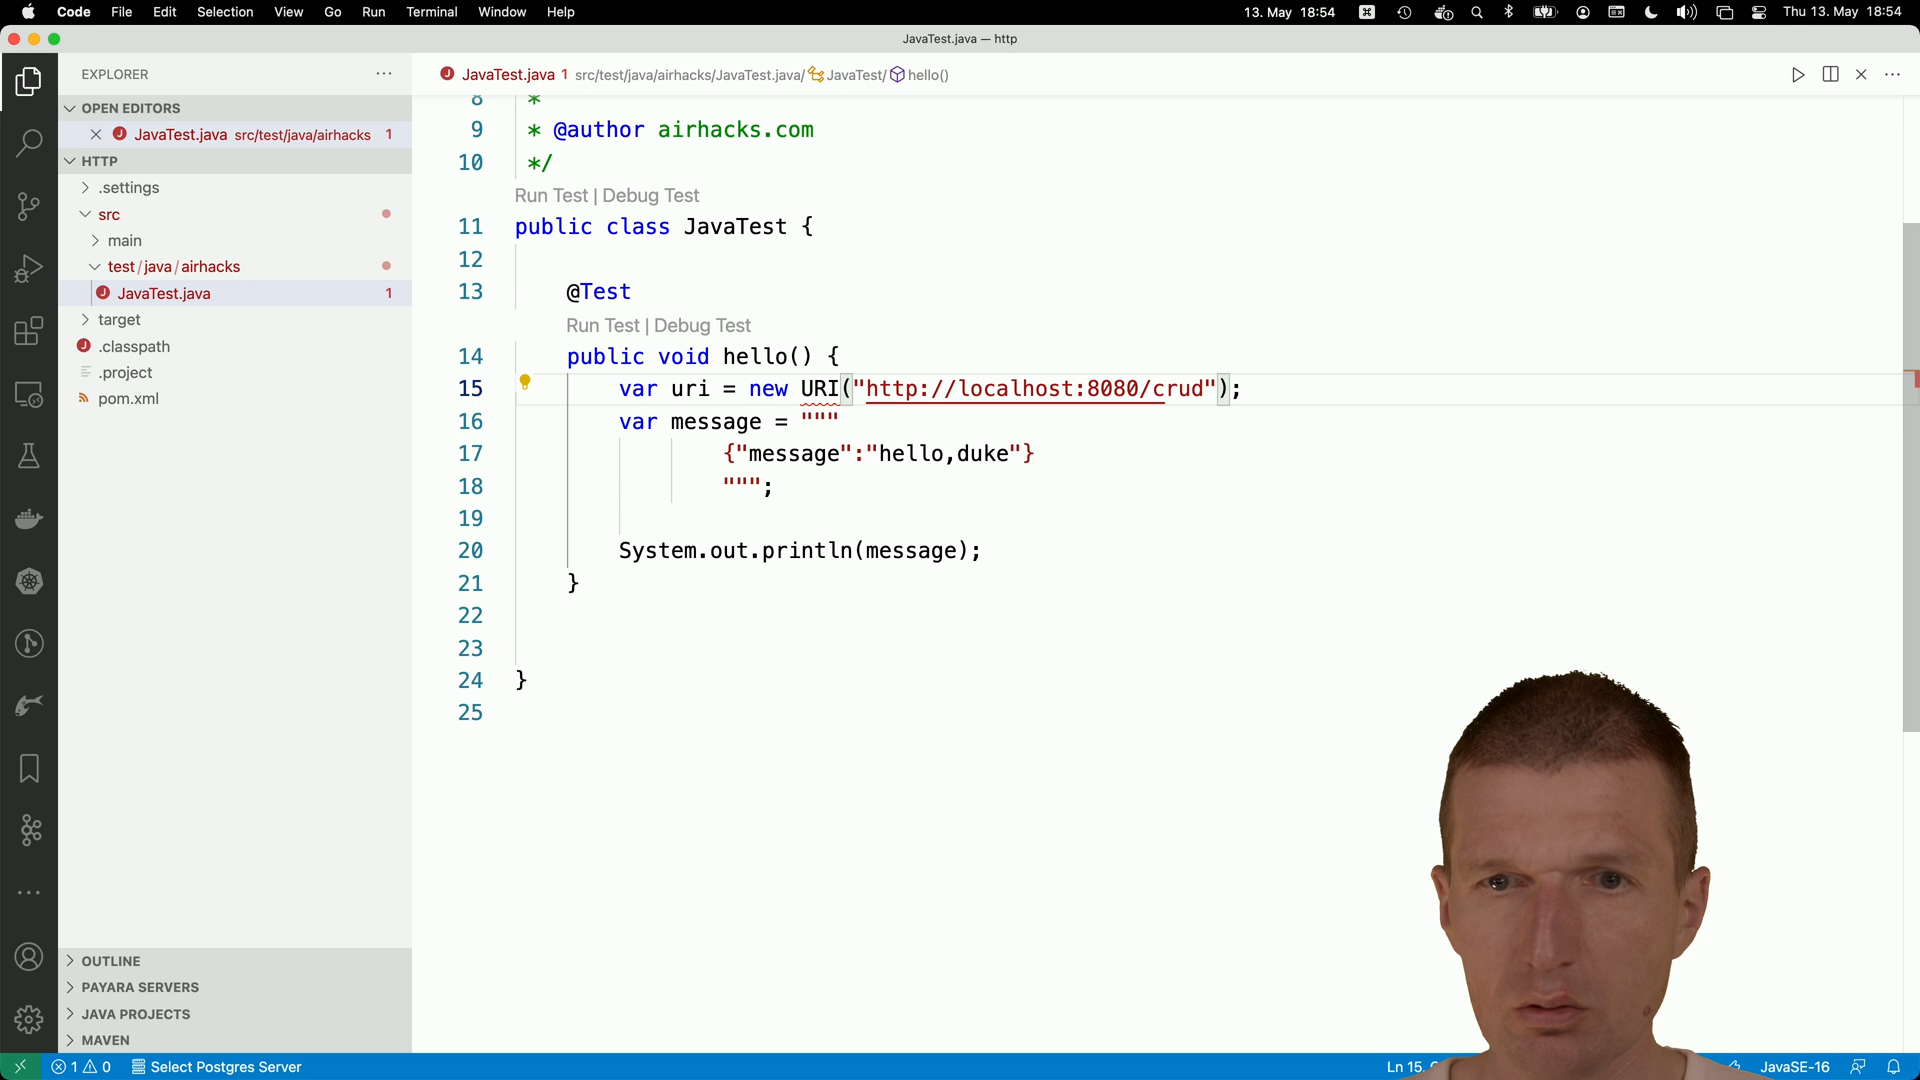 Code File Edit Selection View Go Run Terminal Window Help 13. May 18:54 Thu 13. May 18:54
JavaTest.java — http
EXPLORER
JavaTest.java 1 src/test/java/airhacks/JavaTest.java/ JavaTest/ hello()
OPEN EDITORS
JavaTest.java src/test/java/airhacks 1
HTTP
.settings
src
main
test/java/airhacks
JavaTest.java 1
target
.classpath
.project
pom.xml
OUTLINE
PAYARA SERVERS
JAVA PROJECTS
MAVEN
8 *
9 * @author airhacks.com
10 */
Run Test | Debug Test
11 public class JavaTest {
12
13 @Test
Run Test | Debug Test
14 public void hello() {
15 var uri = new URI("http://localhost:8080/crud");
16 var message = """
17 {"message":"hello,duke"}
18 """;
19
20 System.out.println(message);
21 }
22
23
24 }
25
1 0 Select Postgres Server Ln 15, JavaSE-16